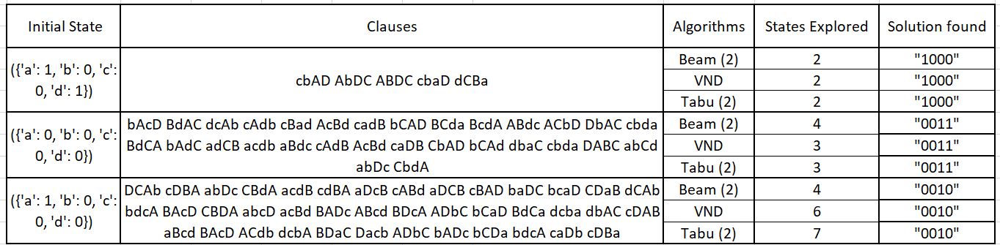 Initial State Clauses Algorithms States Explored Solution found
({'a': 1, 'b': 0, 'c':
0, 'd': 1})
cbAD AbDC ABDC cbaD dCBa
Beam (2) 2 "1000"
VND 2 "1000"
Tabu (2) 2 "1000"
({'a': 0, 'b': 0, 'c':
0, 'd': 0})
bAcD BdAC dcAb cAdb cBad AcBd cadB bCAD BCda BcdA ABdc ACbD DbAC cbda
BdCA bAdC adCB acdb aBdc cAdB AcBd caDB CbAD bCAd dbaC cbda DABC abCd
abDc CbdA
Beam (2) 4 "0011"
VND 3 "0011"
Tabu (2) 3 "0011"
({'a': 1, 'b': 0, 'c':
0, 'd': 0})
DCAb cDBA abDc CBdA acdB cdBA aDcB cABd aDCB cBAD baDC bcaD CDaB dCAb
bdcA BAcD CBDA abcD acBd BADc ABcd BDcA ADbC bCaD BdCa dcba dbAC cDAB
aBcd BAcD ACdb dcbA BDaC Dacb ADbC bADc bCDa bdcA caDb cDBa
Beam (2) 4 "0010"
VND 6 "0010"
Tabu (2) 7 "0010"